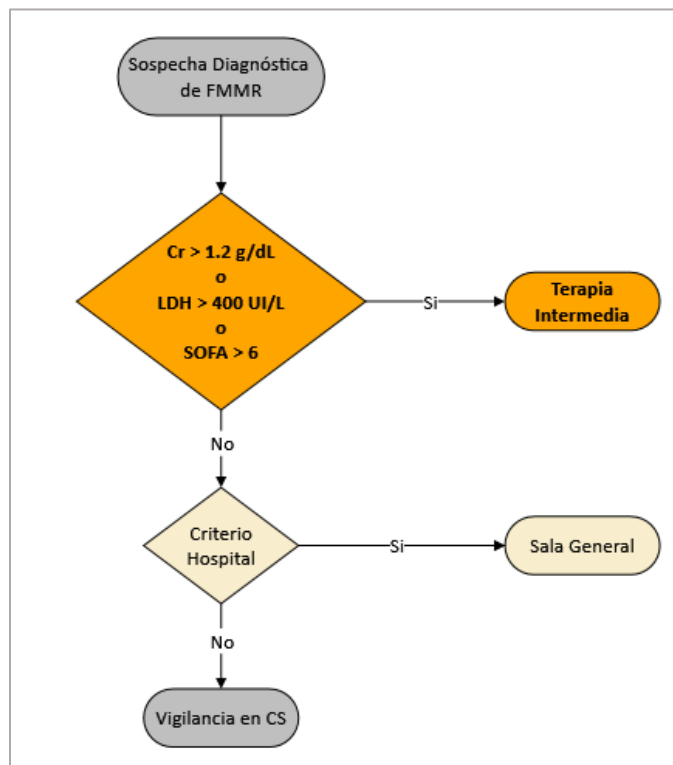 Sospecha Diagnóstica
de FMMR
Cr > 1.2 g/dL
o
LDH > 400 UI/L
o
SOFA > 6
Si
Terapia
Intermedia
No
Criterio
Hospital
Si
Sala General
No
Vigilancia en CS